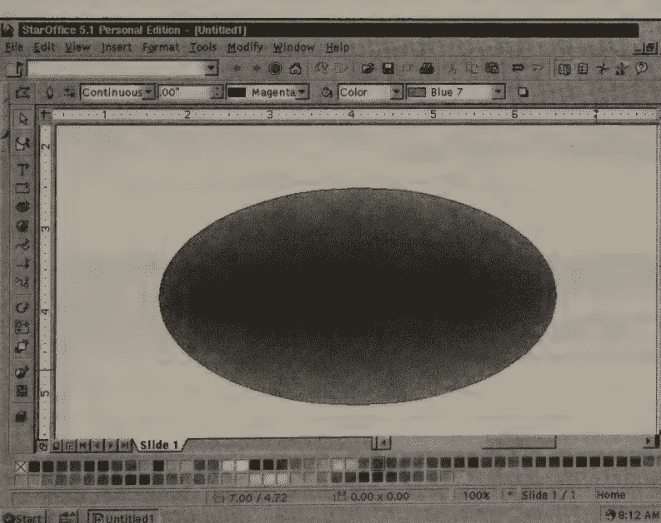 StarOffice 5.1 Personal Edition - [Untitled1]
File Edit View Insert Format Tools Modify Window Help
Continuous .00" Magenta Color Blue 7
1 2 3 4 5 6
2
3
4
5
Slide 1
7.00 / 4.72 0.00 x 0.00 100% Slide 1 / 1 Home
Start Untitled1 8:12 AM